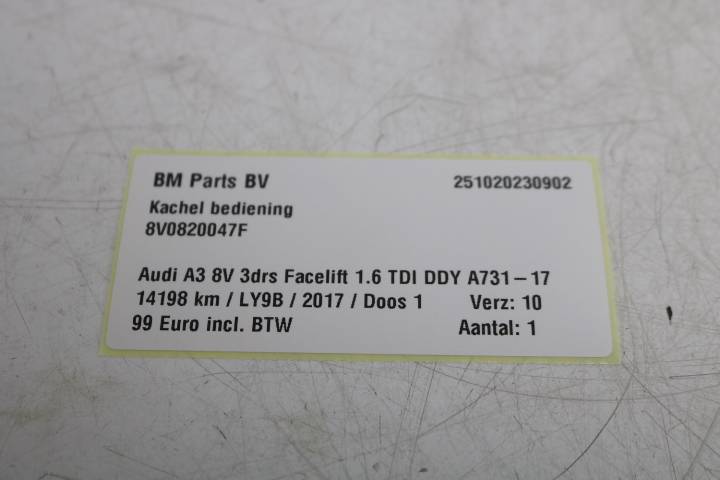 BM Parts BV 251020230902
Kachel bediening
8V0820047F
Audi A3 8V 3drs Facelift 1.6 TDI DDY A731-17
14198 km / LY9B / 2017 / Doos 1 Verz: 10
99 Euro incl. BTW Aantal: 1